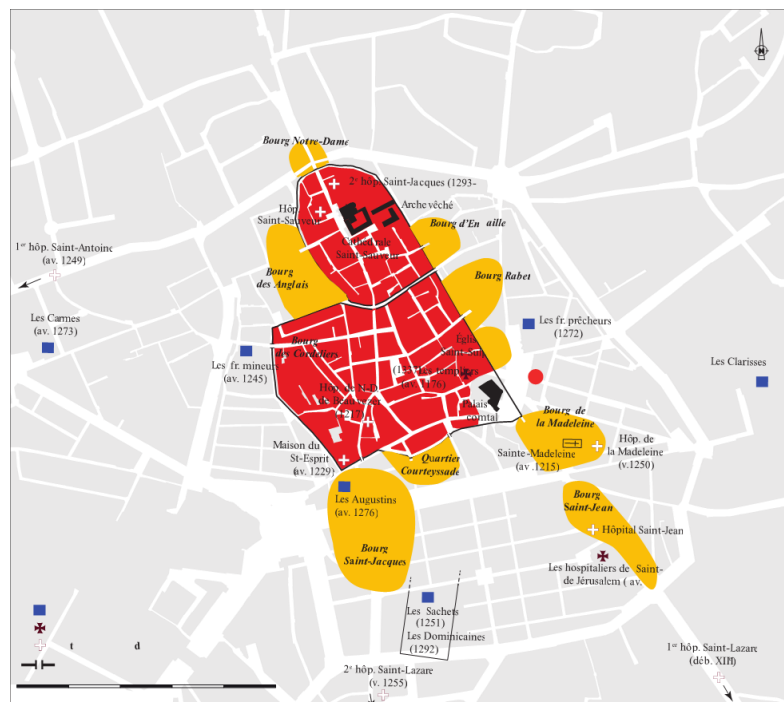 Bourg Notre-Dame
2e hôp. Saint-Jacques (1293-
Hôp.
Saint-Sauveur
Archevêché
Cathédrale
Saint-Sauveur
Bourg d'En aille
1er hôp. Saint-Antoine
(av. 1249)
Bourg
des Anglais
Bourg Rabet
Les Carmes
(av. 1273)
Les fr. prêcheurs
(1272)
Bourg
des Cordeliers
Église
Les fr. mineurs
(av. 1245)
Les templiers
(av. 1176)
Les Clarisses
Hôp. de N-D
de Beauvezer
(1217)
Palais
comtal
Bourg de
la Madeleine
Maison du
St-Esprit
(av. 1229)
Quartier
Courteyssade
Sainte-Madeleine
(av .1215)
Hôp. de
la Madeleine
(v.1250)
Les Augustins
(av. 1276)
Bourg
Saint-Jean
Hôpital Saint-Jean
Bourg
Saint-Jacques
Les hospitaliers de Saint-
de Jérusalem ( av.
Les Sachets
(1251)
Les Dominicaines
(1292)
t d
2e hôp. Saint-Lazare
(v. 1255)
1er hôp. Saint-Lazare
(déb. XIII)